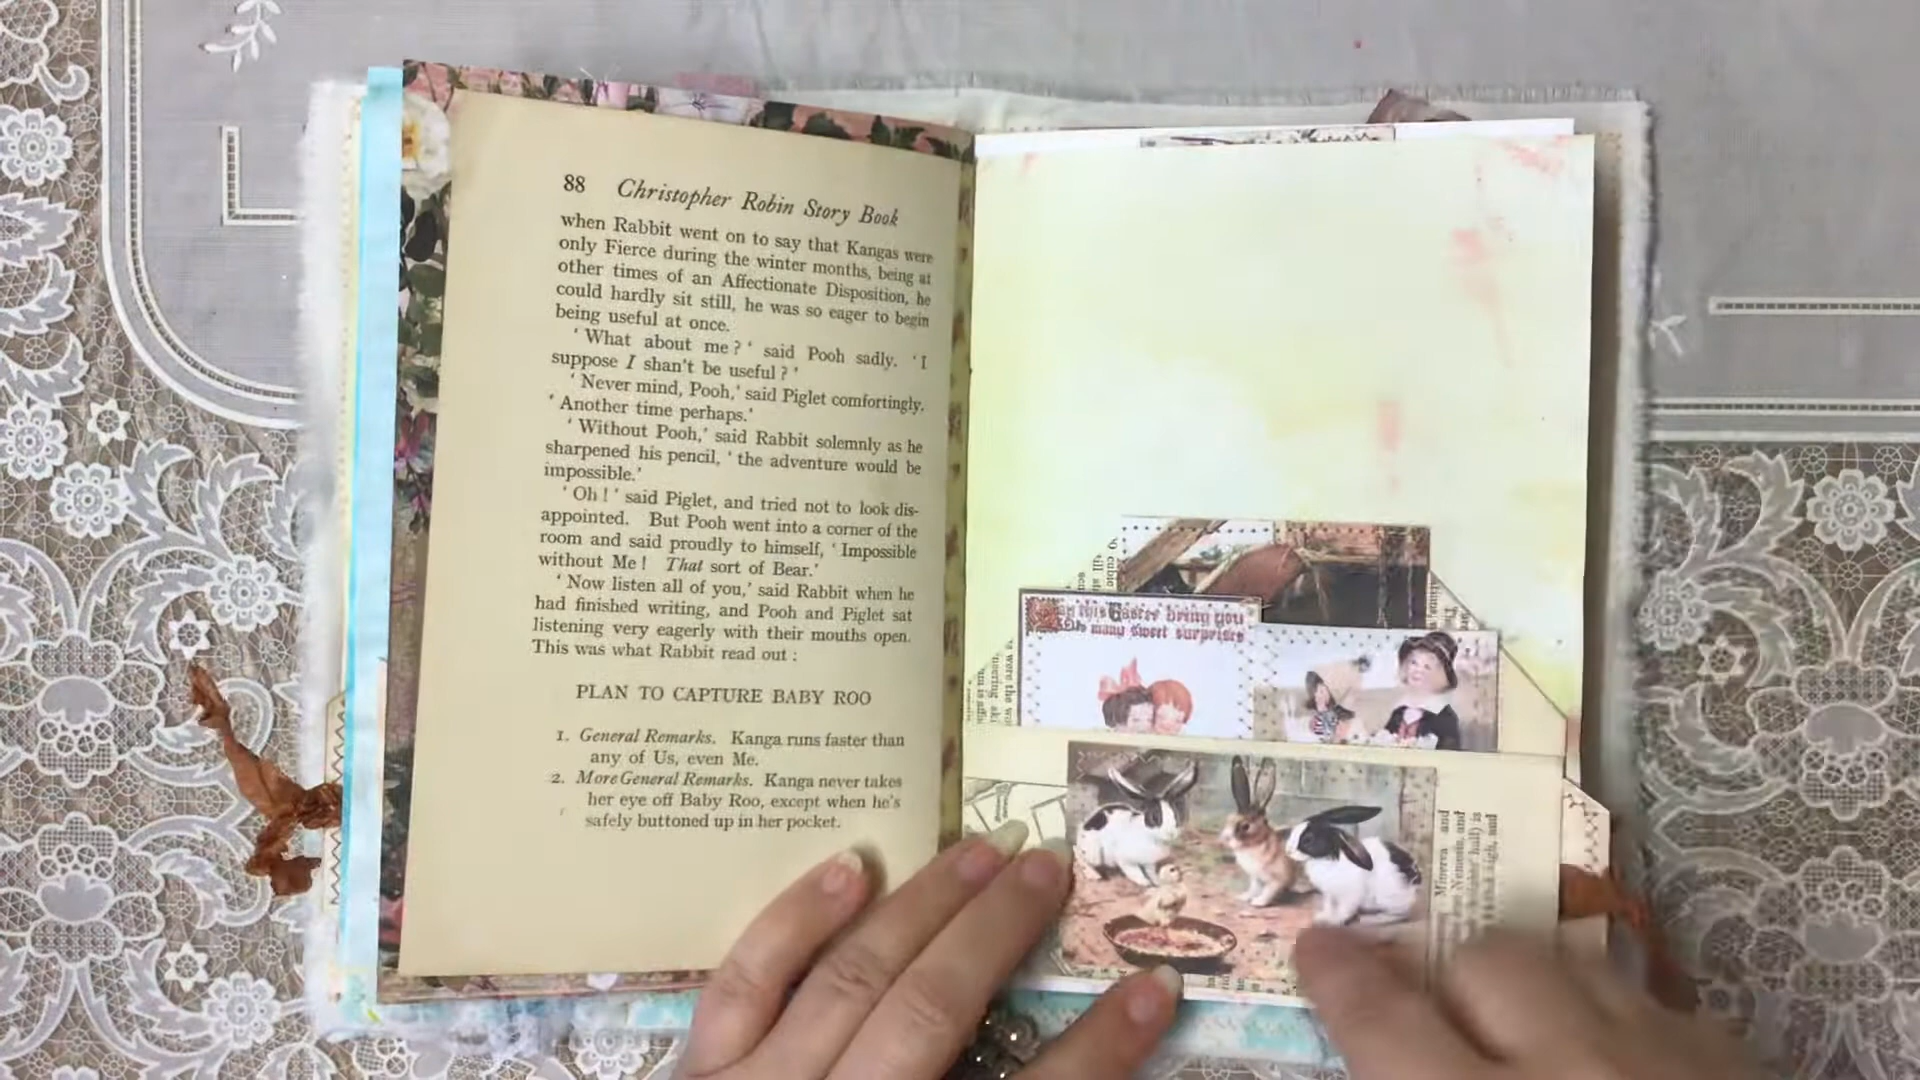 88 Christopher Robin Story Book
when Rabbit went on to say that Kangas were
only Fierce during the winter months, being at
other times of an Affectionate Disposition, he
could hardly sit still, he was so eager to begin
being useful at once.
‘ What about me ? ’ said Pooh sadly. ‘ I
suppose I shan't be useful ? ’
‘ Never mind, Pooh,’ said Piglet comfortingly.
‘ Another time perhaps.’
‘ Without Pooh,’ said Rabbit solemnly as he
sharpened his pencil, ‘ the adventure would be
impossible.’
‘ Oh ! ’ said Piglet, and tried not to look dis-
appointed. But Pooh went into a corner of the
room and said proudly to himself, ‘ Impossible
without Me ! That sort of Bear.’
‘ Now listen all of you,’ said Rabbit when he
had finished writing, and Pooh and Piglet sat
listening very eagerly with their mouths open.
This was what Rabbit read out :
PLAN TO CAPTURE BABY ROO
1. General Remarks. Kanga runs faster than
any of Us, even Me.
2. More General Remarks. Kanga never takes
her eye off Baby Roo, except when he's
safely buttoned up in her pocket.
this Easter bring you
many sweet surprises
Minerva and
Nemesis, and
hull) is
high, and